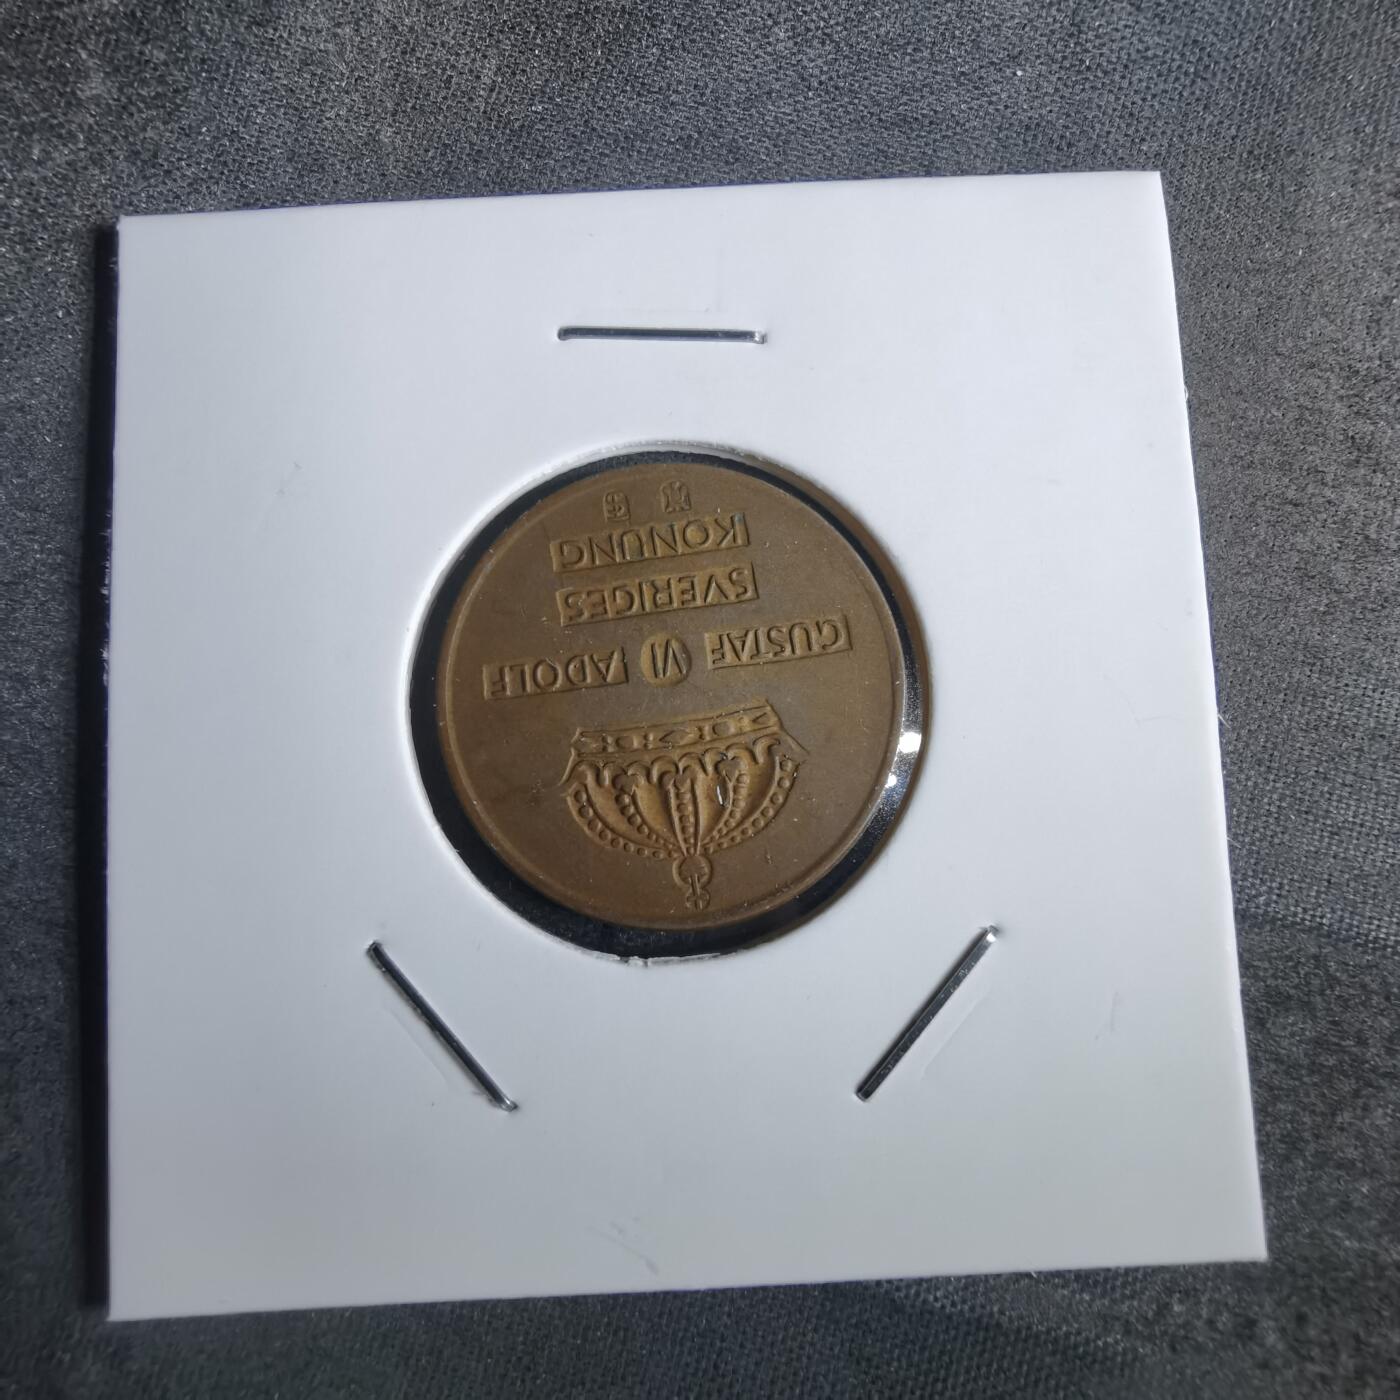 GUSTAF VI ADOLF
SVERIGES
KONUNG